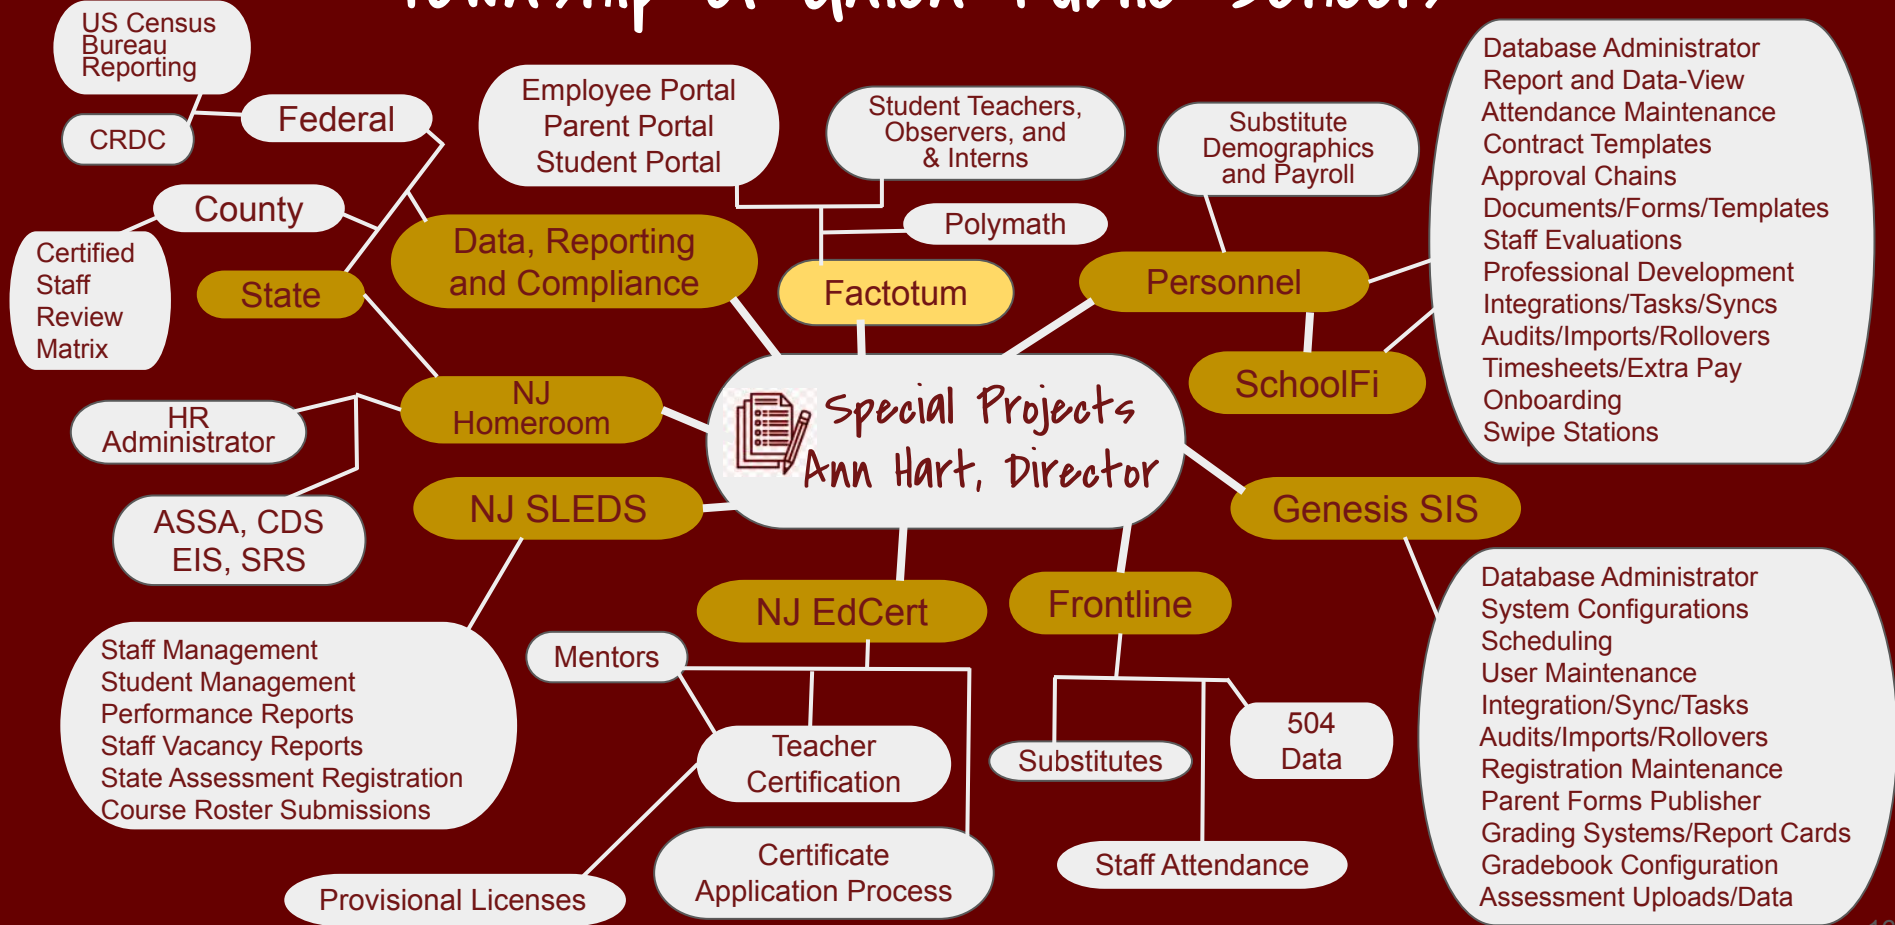 Township of Union Public Schools
US Census
Bureau
Reporting
CRDC
Federal
County
Certified
Staff
Review
Matrix
State
Data, Reporting
and Compliance
Employee Portal
Parent Portal
Student Portal
Student Teachers,
Observers, and
& Interns
Polymath
Factotum
Substitute
Demographics
and Payroll
Personnel
SchoolFi
Database Administrator
Report and Data-View
Attendance Maintenance
Contract Templates
Approval Chains
Documents/Forms/Templates
Staff Evaluations
Professional Development
Integrations/Tasks/Syncs
Audits/Imports/Rollovers
Timesheets/Extra Pay
Onboarding
Swipe Stations
NJ
Homeroom
HR
Administrator
ASSA, CDS
EIS, SRS
Special Projects
Ann Hart, Director
NJ SLEDS
Staff Management
Student Management
Performance Reports
Staff Vacancy Reports
State Assessment Registration
Course Roster Submissions
NJ EdCert
Mentors
Teacher
Certification
Provisional Licenses
Certificate
Application Process
Frontline
Substitutes
504
Data
Staff Attendance
Genesis SIS
Database Administrator
System Configurations
Scheduling
User Maintenance
Integration/Sync/Tasks
Audits/Imports/Rollovers
Registration Maintenance
Parent Forms Publisher
Grading Systems/Report Cards
Gradebook Configuration
Assessment Uploads/Data